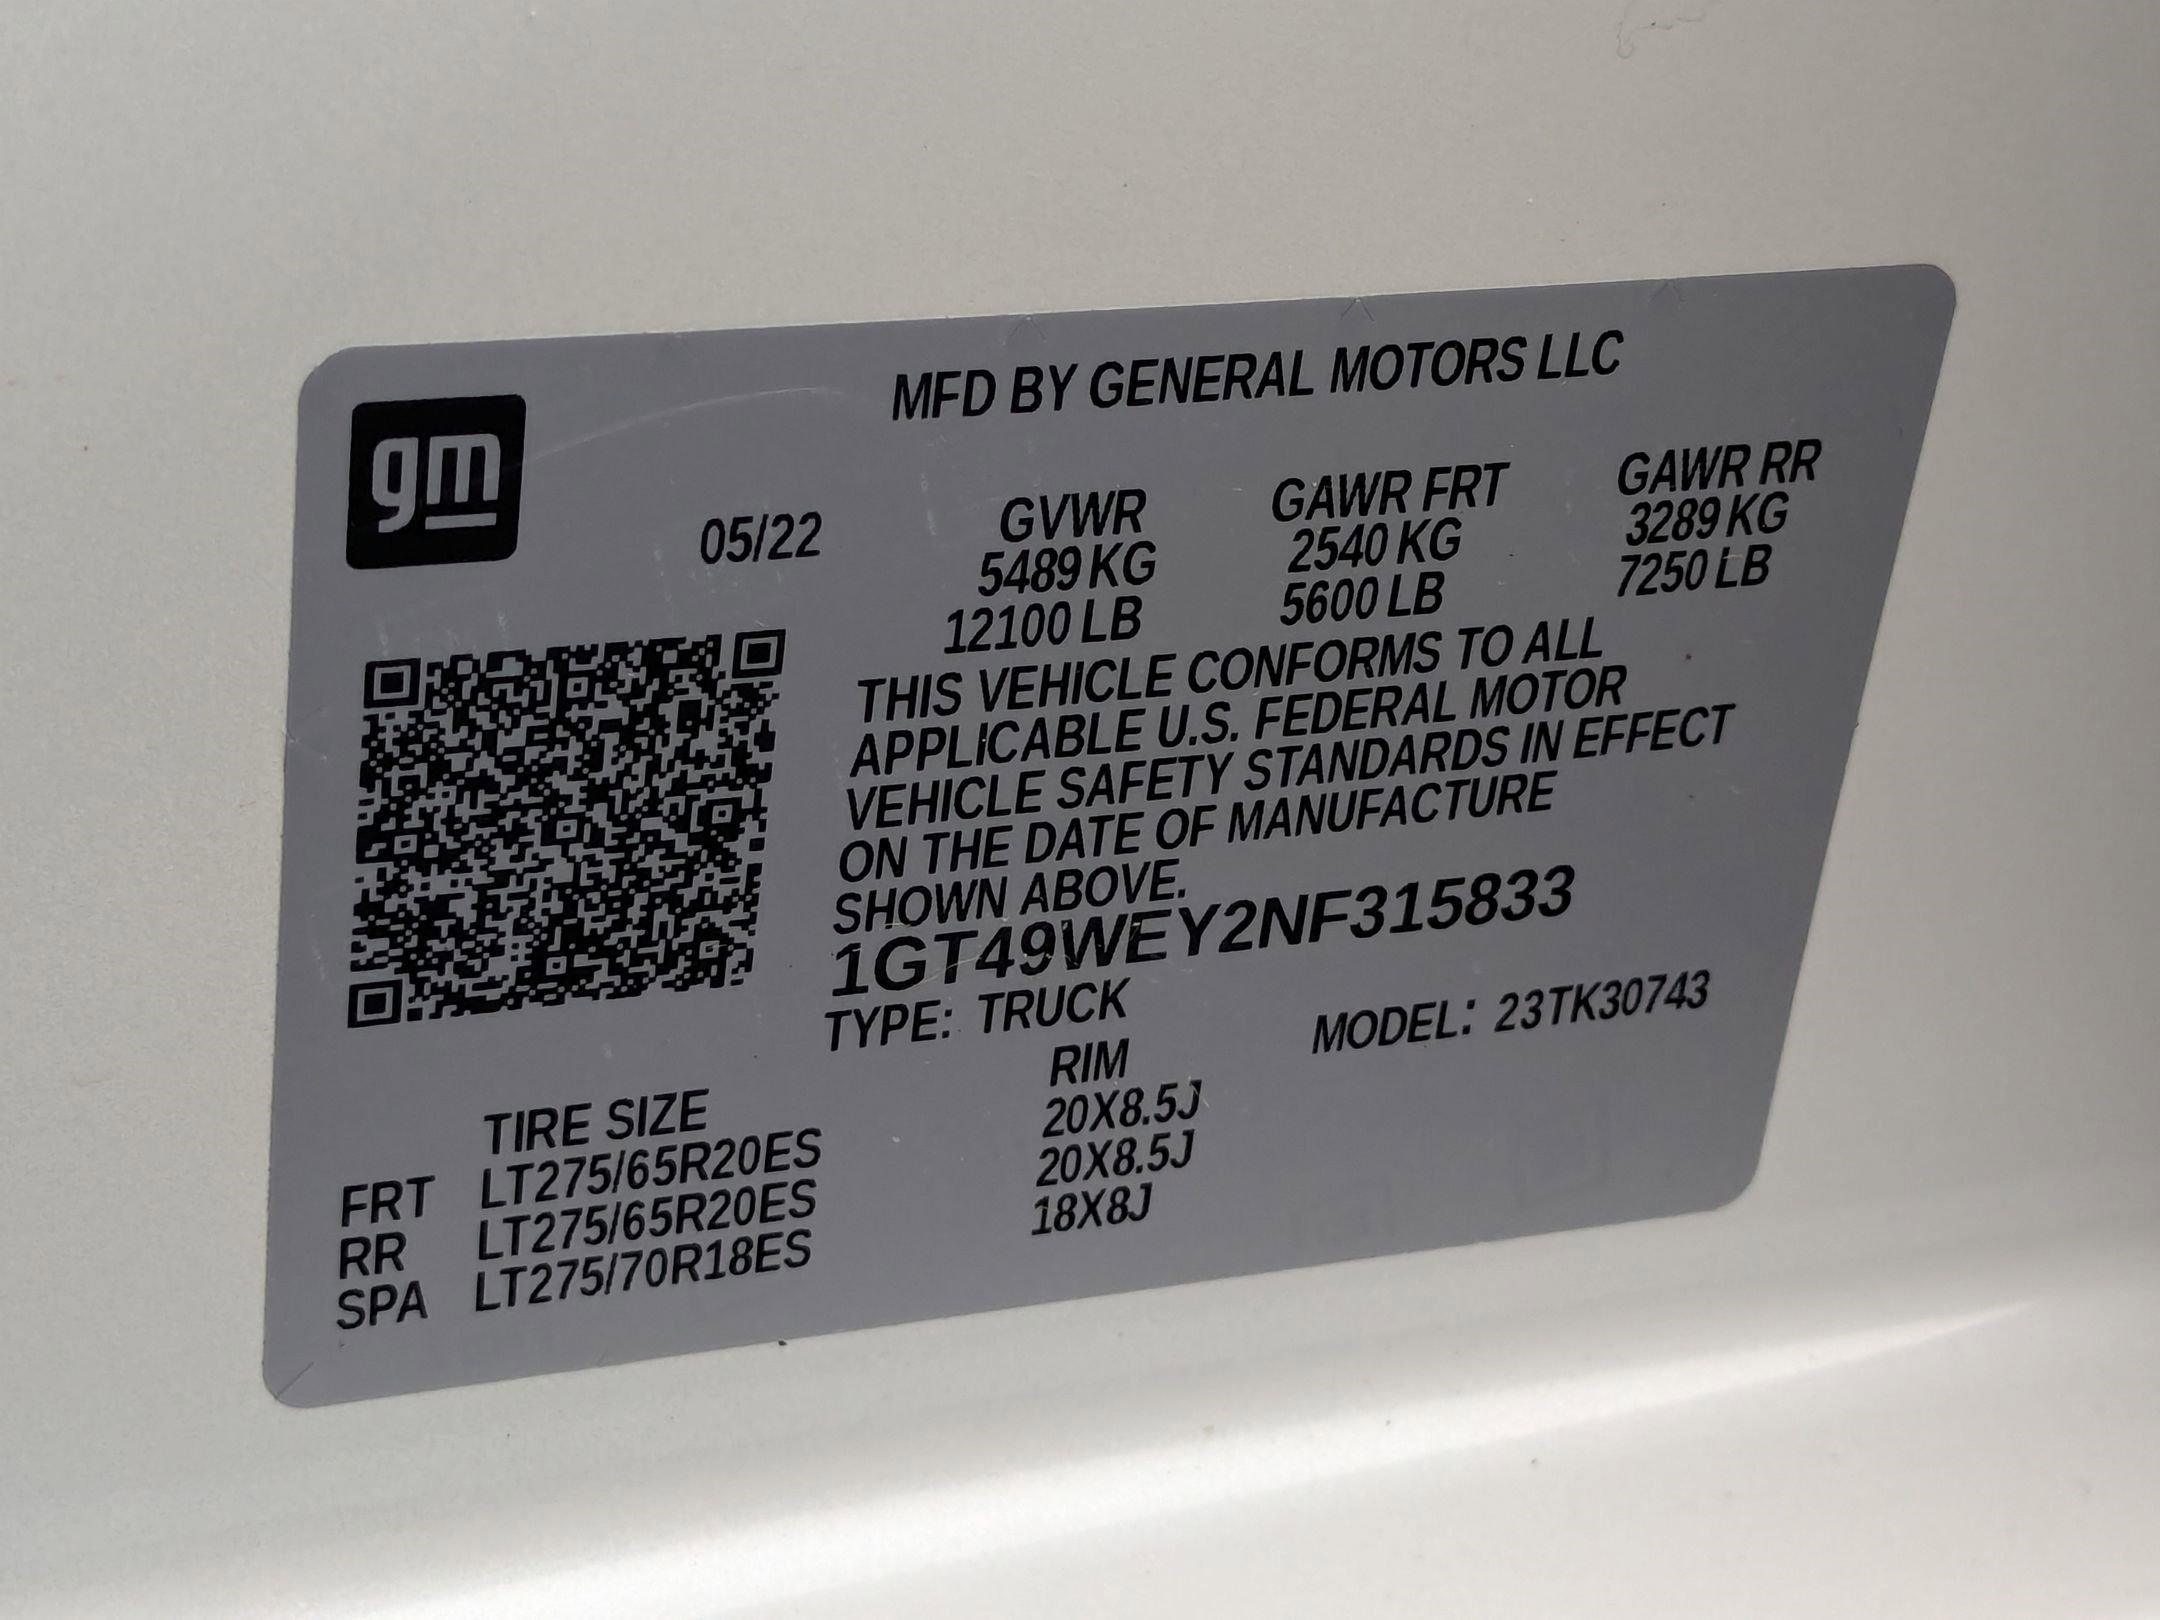 MFD BY GENERAL MOTORS LLC
gm
05/22
GVWR GAWR FRT GAWR RR
5489 KG 2540 KG 3289 KG
12100 LB 5600 LB 7250 LB
THIS VEHICLE CONFORMS TO ALL
APPLICABLE U.S. FEDERAL MOTOR
VEHICLE SAFETY STANDARDS IN EFFECT
ON THE DATE OF MANUFACTURE
SHOWN ABOVE.
1GT49WEY2NF315833
TYPE: TRUCK MODEL: 23TK30743
TIRE SIZE RIM
FRT LT275/65R20ES 20X8.5J
RR LT275/65R20ES 20X8.5J
SPA LT275/70R18ES 18X8J